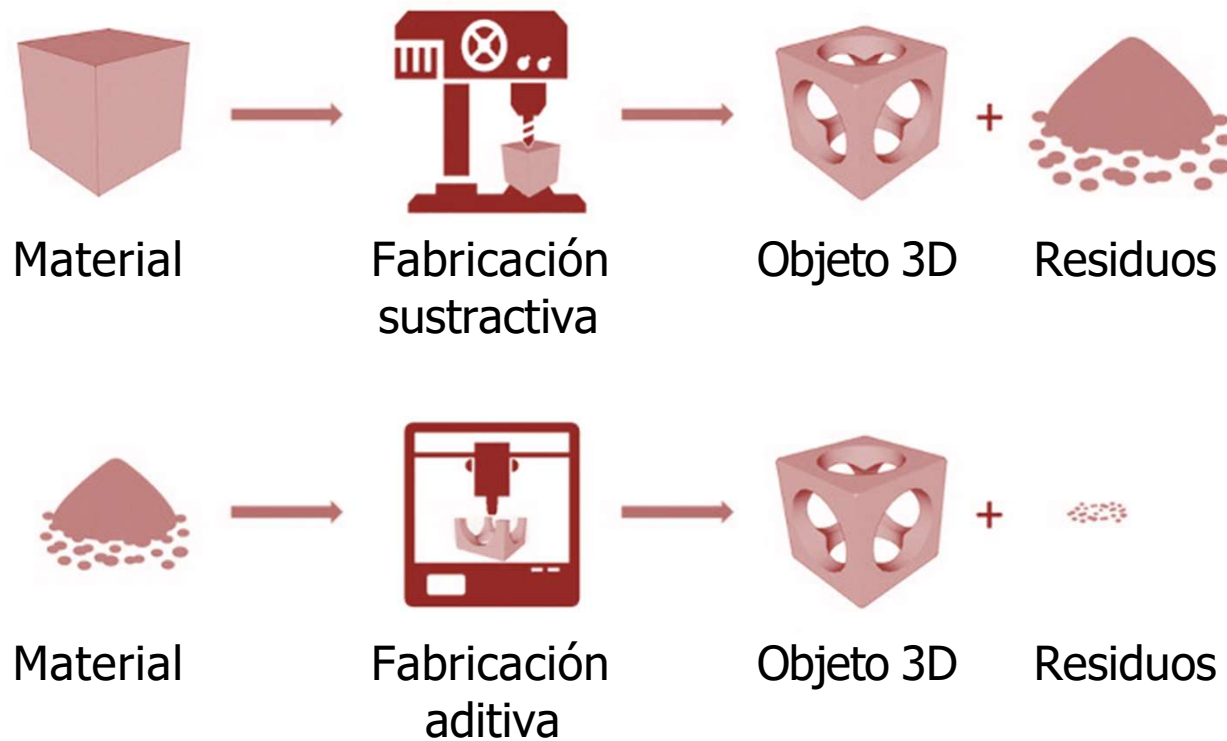 Material
Fabricación
sustractiva
Objeto 3D
Residuos
Material
Fabricación
aditiva
Objeto 3D
Residuos